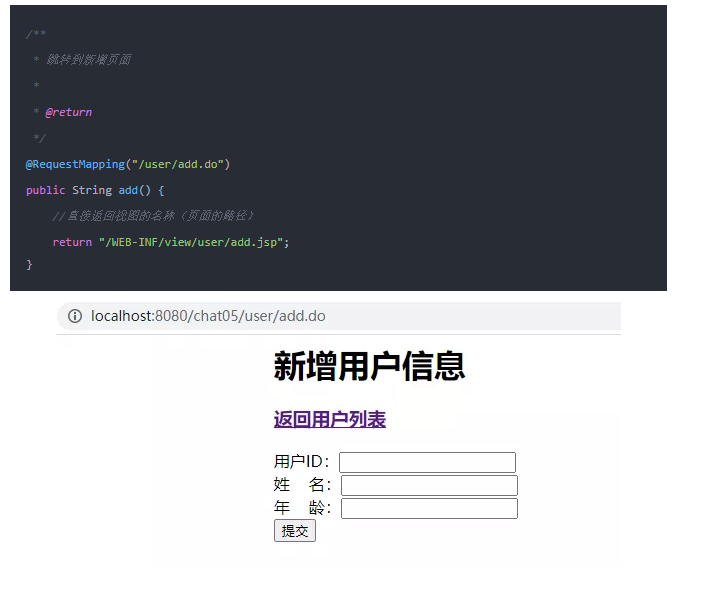 /**
* 跳转到新增页面
*
* @return
*/
@RequestMapping("/user/add.do")
public String add() {
//直接返回视图的名称（页面的路径）
return "/WEB-INF/view/user/add.jsp";
}
localhost:8080/chat05/user/add.do
新增用户信息
返回用户列表
用户ID：
姓 名：
年 龄：
提交